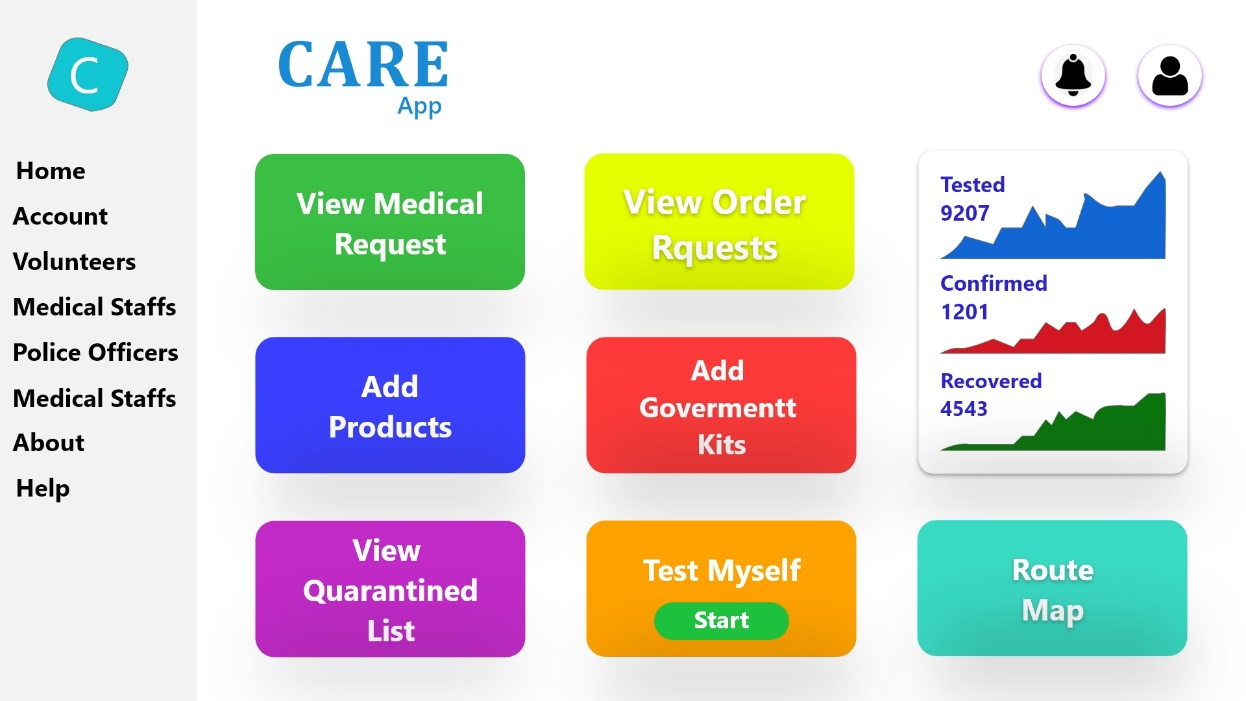 C
CARE
App
Home
Account
Volunteers
Medical Staffs
Police Officers
Medical Staffs
About
Help
View Medical
Request
View Order
Rquests
Tested
9207
Confirmed
1201
Recovered
4543
Add
Products
Add
Govermentt
Kits
View
Quarantined
List
Test Myself
Start
Route
Map